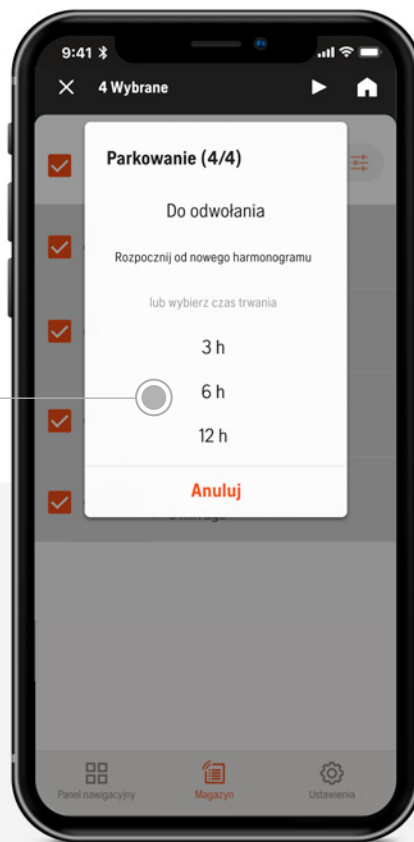 9:41
4 Wybrane
Parkowanie (4/4)
Do odwołania
Rozpocznij od nowego harmonogramu
lub wybierz czas trwania
3 h
6 h
12 h
Anuluj
Panel nawigacyjny
Magazyn
Ustawienia